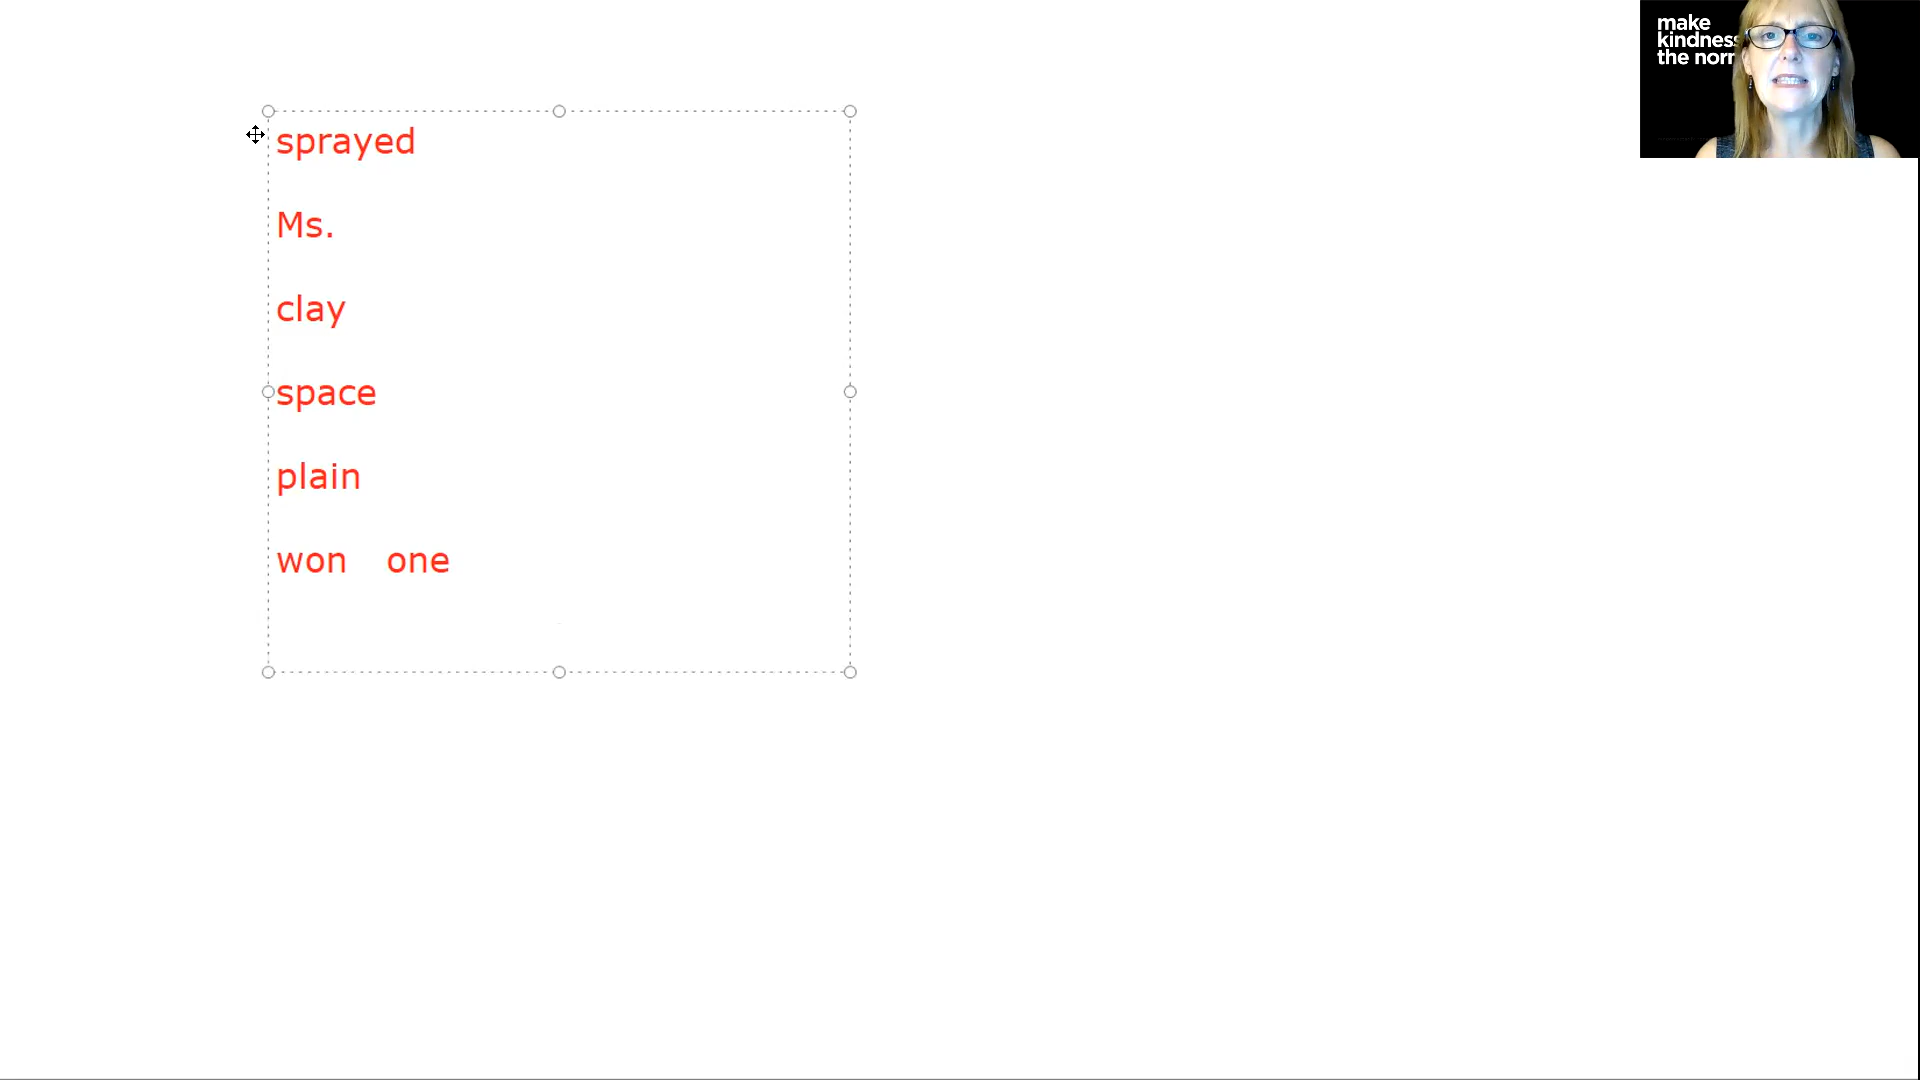 make
kindness
the norm
sprayed
Ms.
clay
space
plain
won one